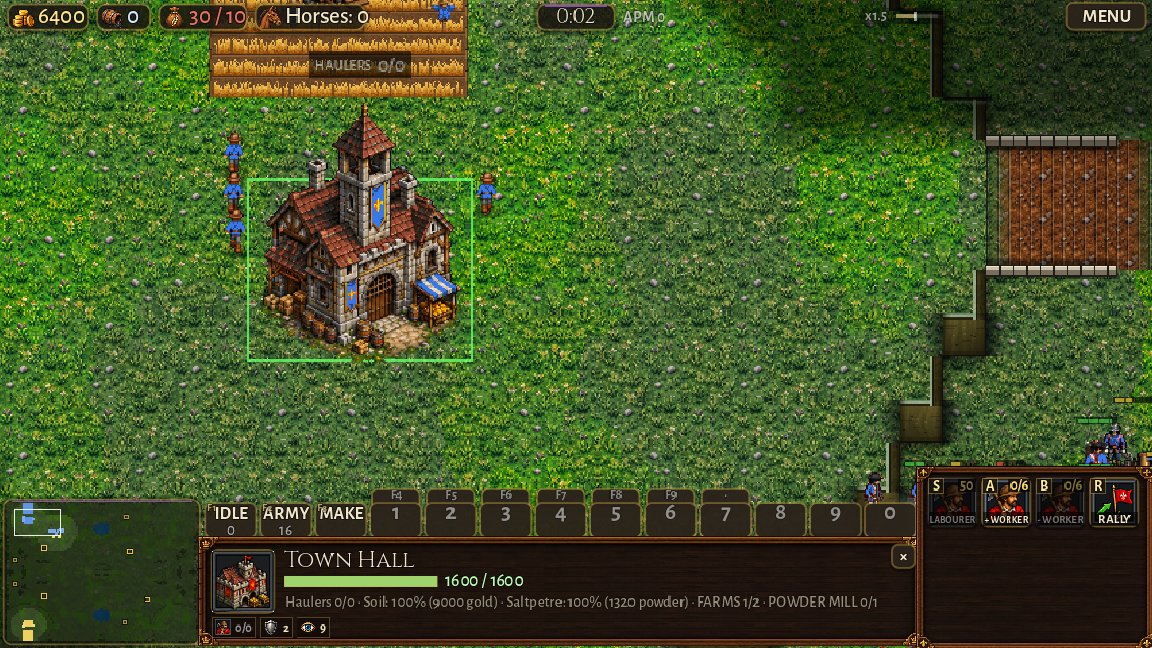 6400
0
30 / 10
Horses: 0
0:02
APM 0
x1.5
MENU
HAULERS 0/0
F4
F5
F6
F7
F8
F9
.
IDLE
0
ARMY
16
MAKE
1
2
3
4
5
6
7
8
9
0
TOWN HALL
1600 / 1600
Haulers 0/0 · Soil: 100% (9000 gold) · Saltpetre: 100% (1320 powder) · FARMS 1/2 · POWDER MILL 0/1
0/0
2
9
×
S 50
LABOURER
A 0/6
+WORKER
B 0/6
-WORKER
R
RALLY